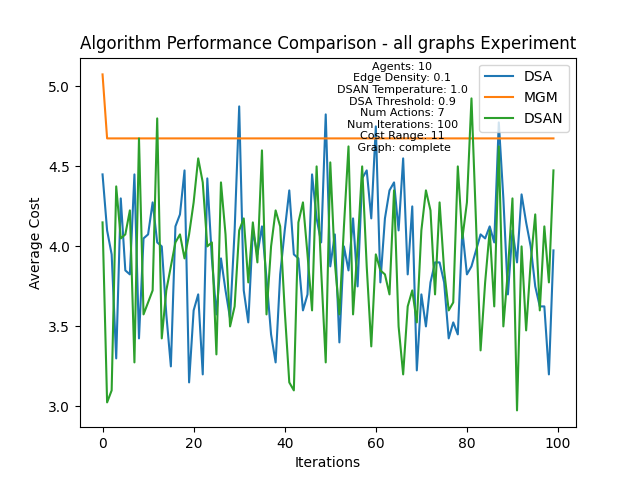 Algorithm Performance Comparison - all graphs Experiment
Agents: 10
Edge Density: 0.1
DSAN Temperature: 1.0
DSA Threshold: 0.9
Num Actions: 7
Num Iterations: 100
Cost Range: 11
Graph: complete
DSA
MGM
DSAN
5.0
4.5
4.0
3.5
3.0
Average Cost
0 20 40 60 80 100
Iterations